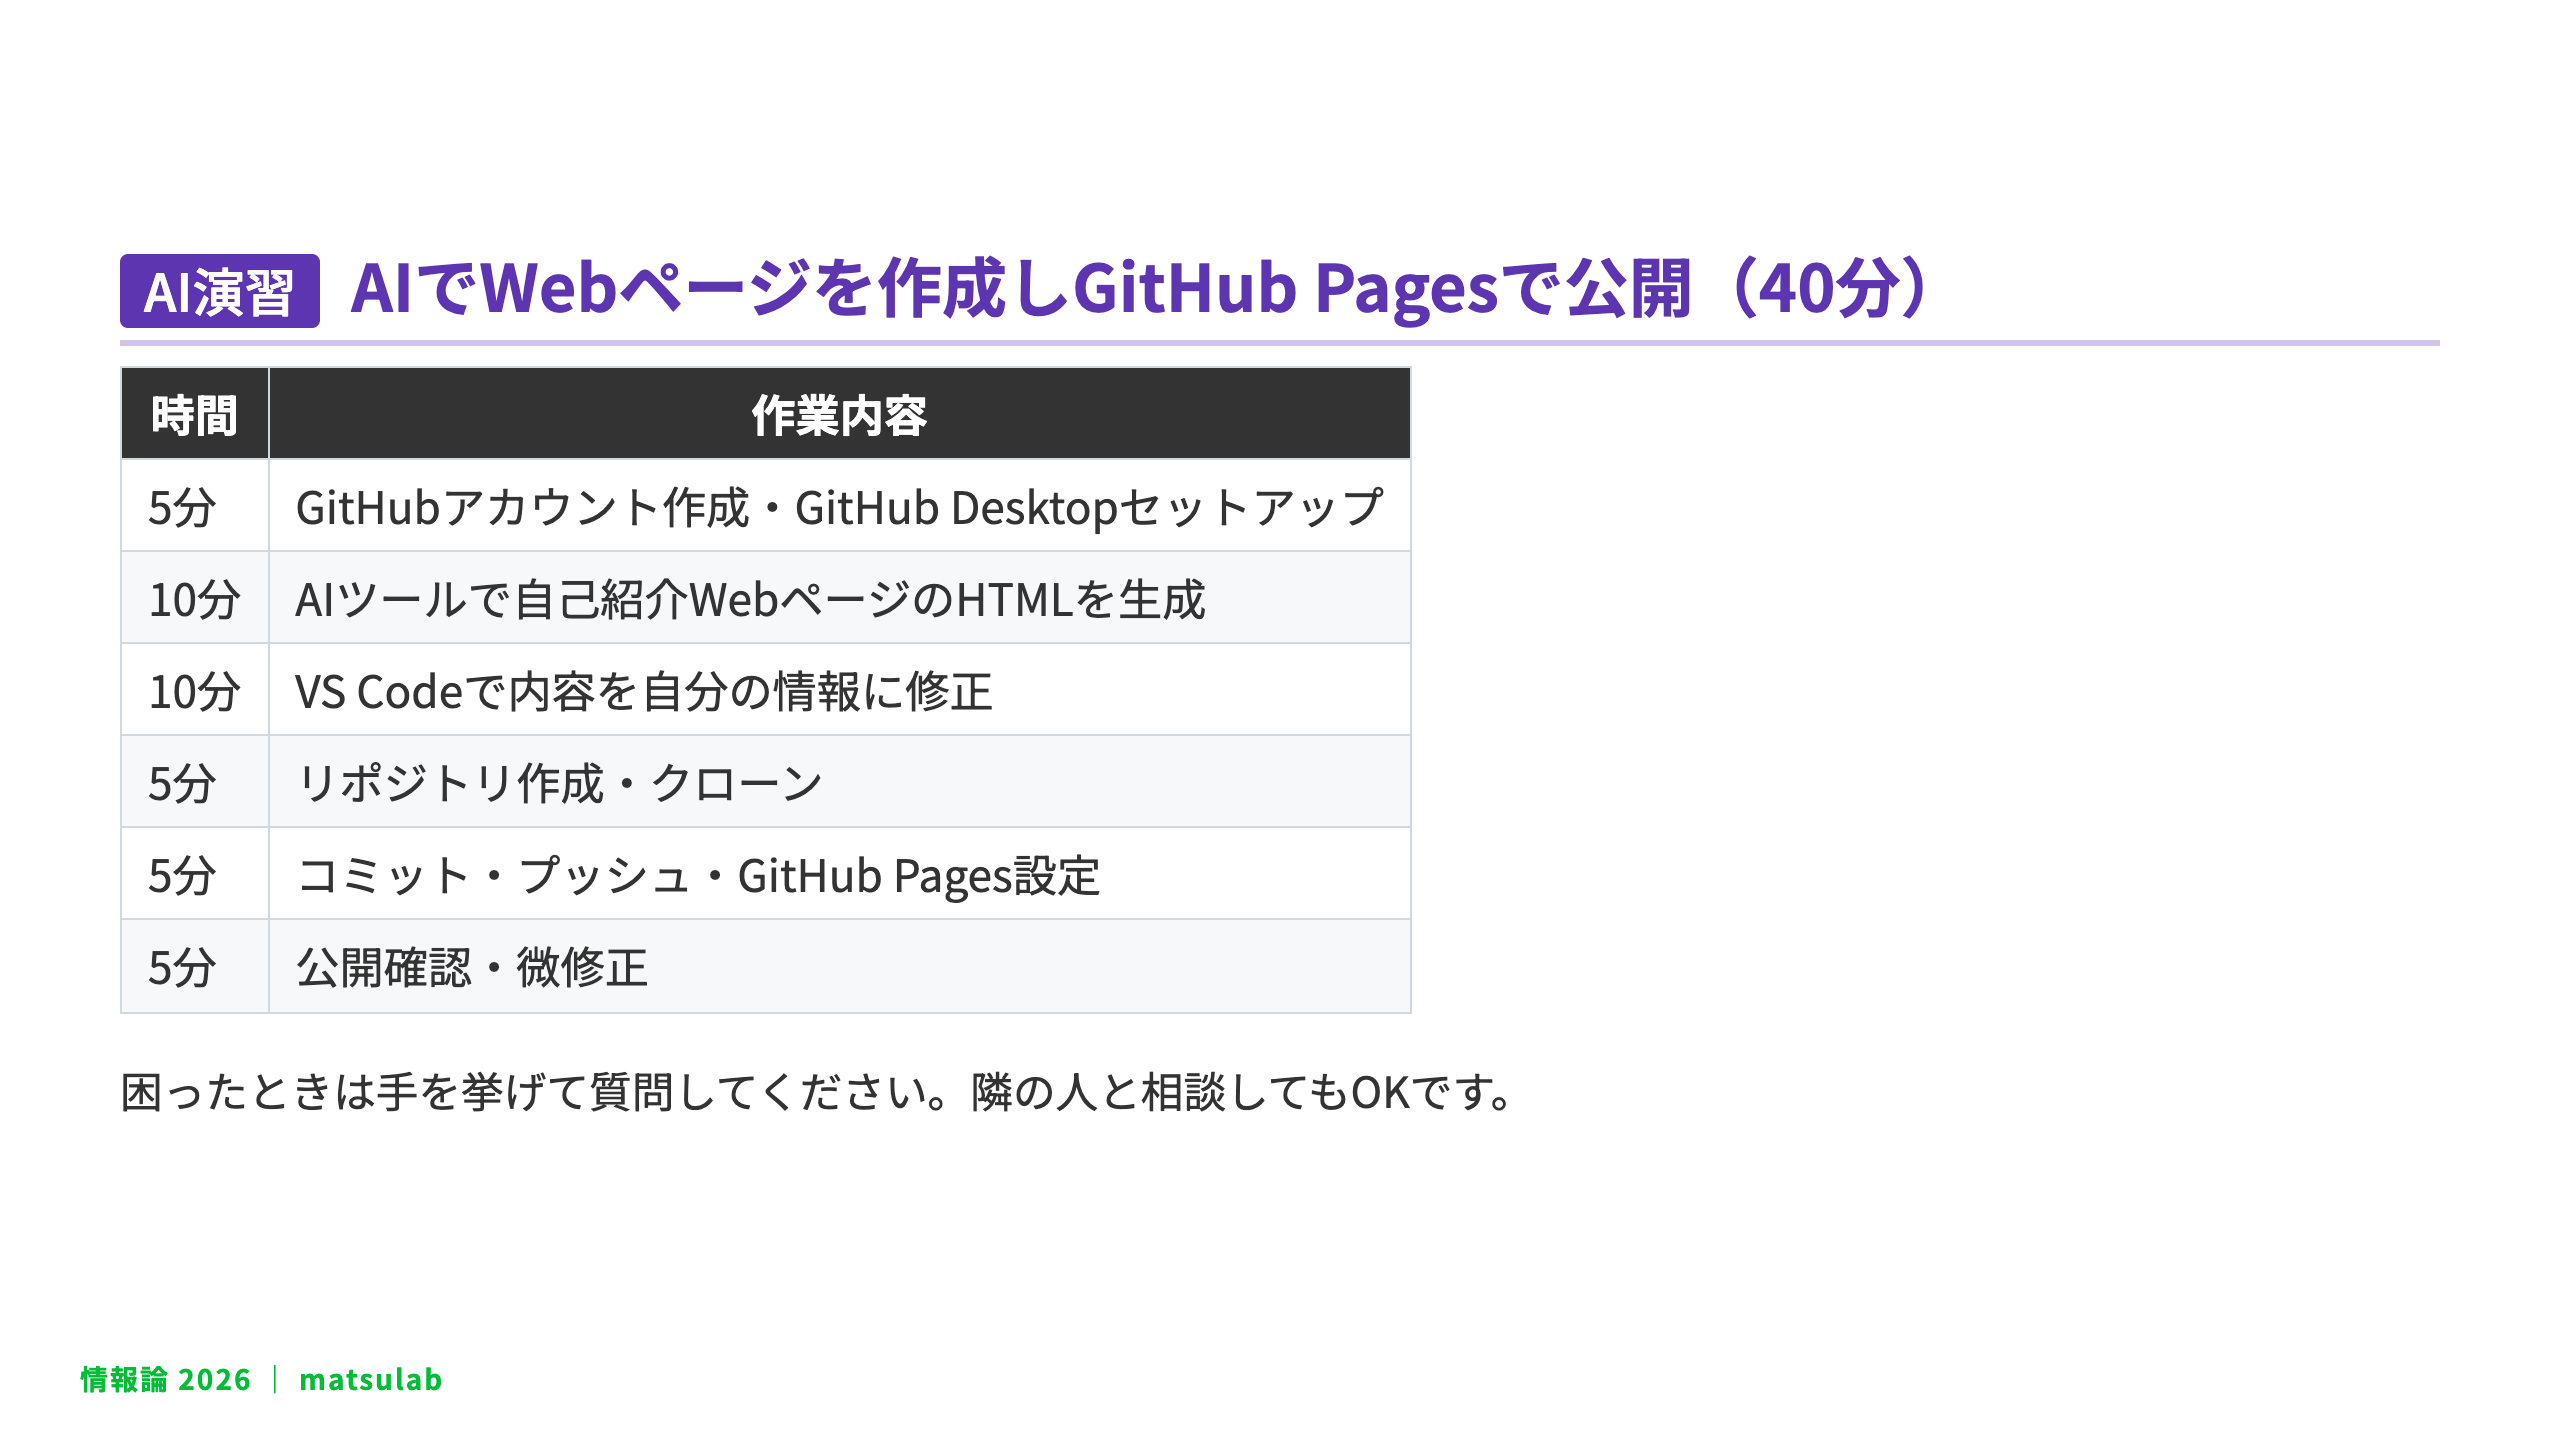 AI演習 AIでWebページを作成しGitHub Pagesで公開（40分）
時間 作業内容
5分 GitHubアカウント作成・GitHub Desktopセットアップ
10分 AIツールで自己紹介WebページのHTMLを生成
10分 VS Codeで内容を自分の情報に修正
5分 リポジトリ作成・クローン
5分 コミット・プッシュ・GitHub Pages設定
5分 公開確認・微修正
困ったときは手を挙げて質問してください。隣の人と相談してもOKです。
情報論 2026 ｜ matsulab